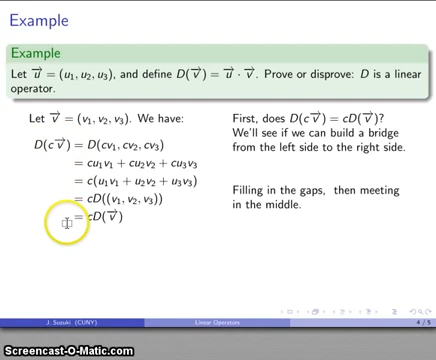 Example
Example
Let u⃗ = (u₁, u₂, u₃), and define D(v⃗) = u⃗ · v⃗. Prove or disprove: D is a linear
operator.
Let v⃗ = (v₁, v₂, v₃). We have:
D(cv⃗) = D(cv₁, cv₂, cv₃)
= cu₁v₁ + cu₂v₂ + cu₃v₃
= c(u₁v₁ + u₂v₂ + u₃v₃)
= cD((v₁, v₂, v₃))
= cD(v⃗)
First, does D(cv⃗) = cD(v⃗)?
We'll see if we can build a bridge
from the left side to the right side.
Filling in the gaps, then meeting
in the middle.
J. Suzuki (CUNY) Linear Operators 4 / 5
Screencast-O-Matic.com